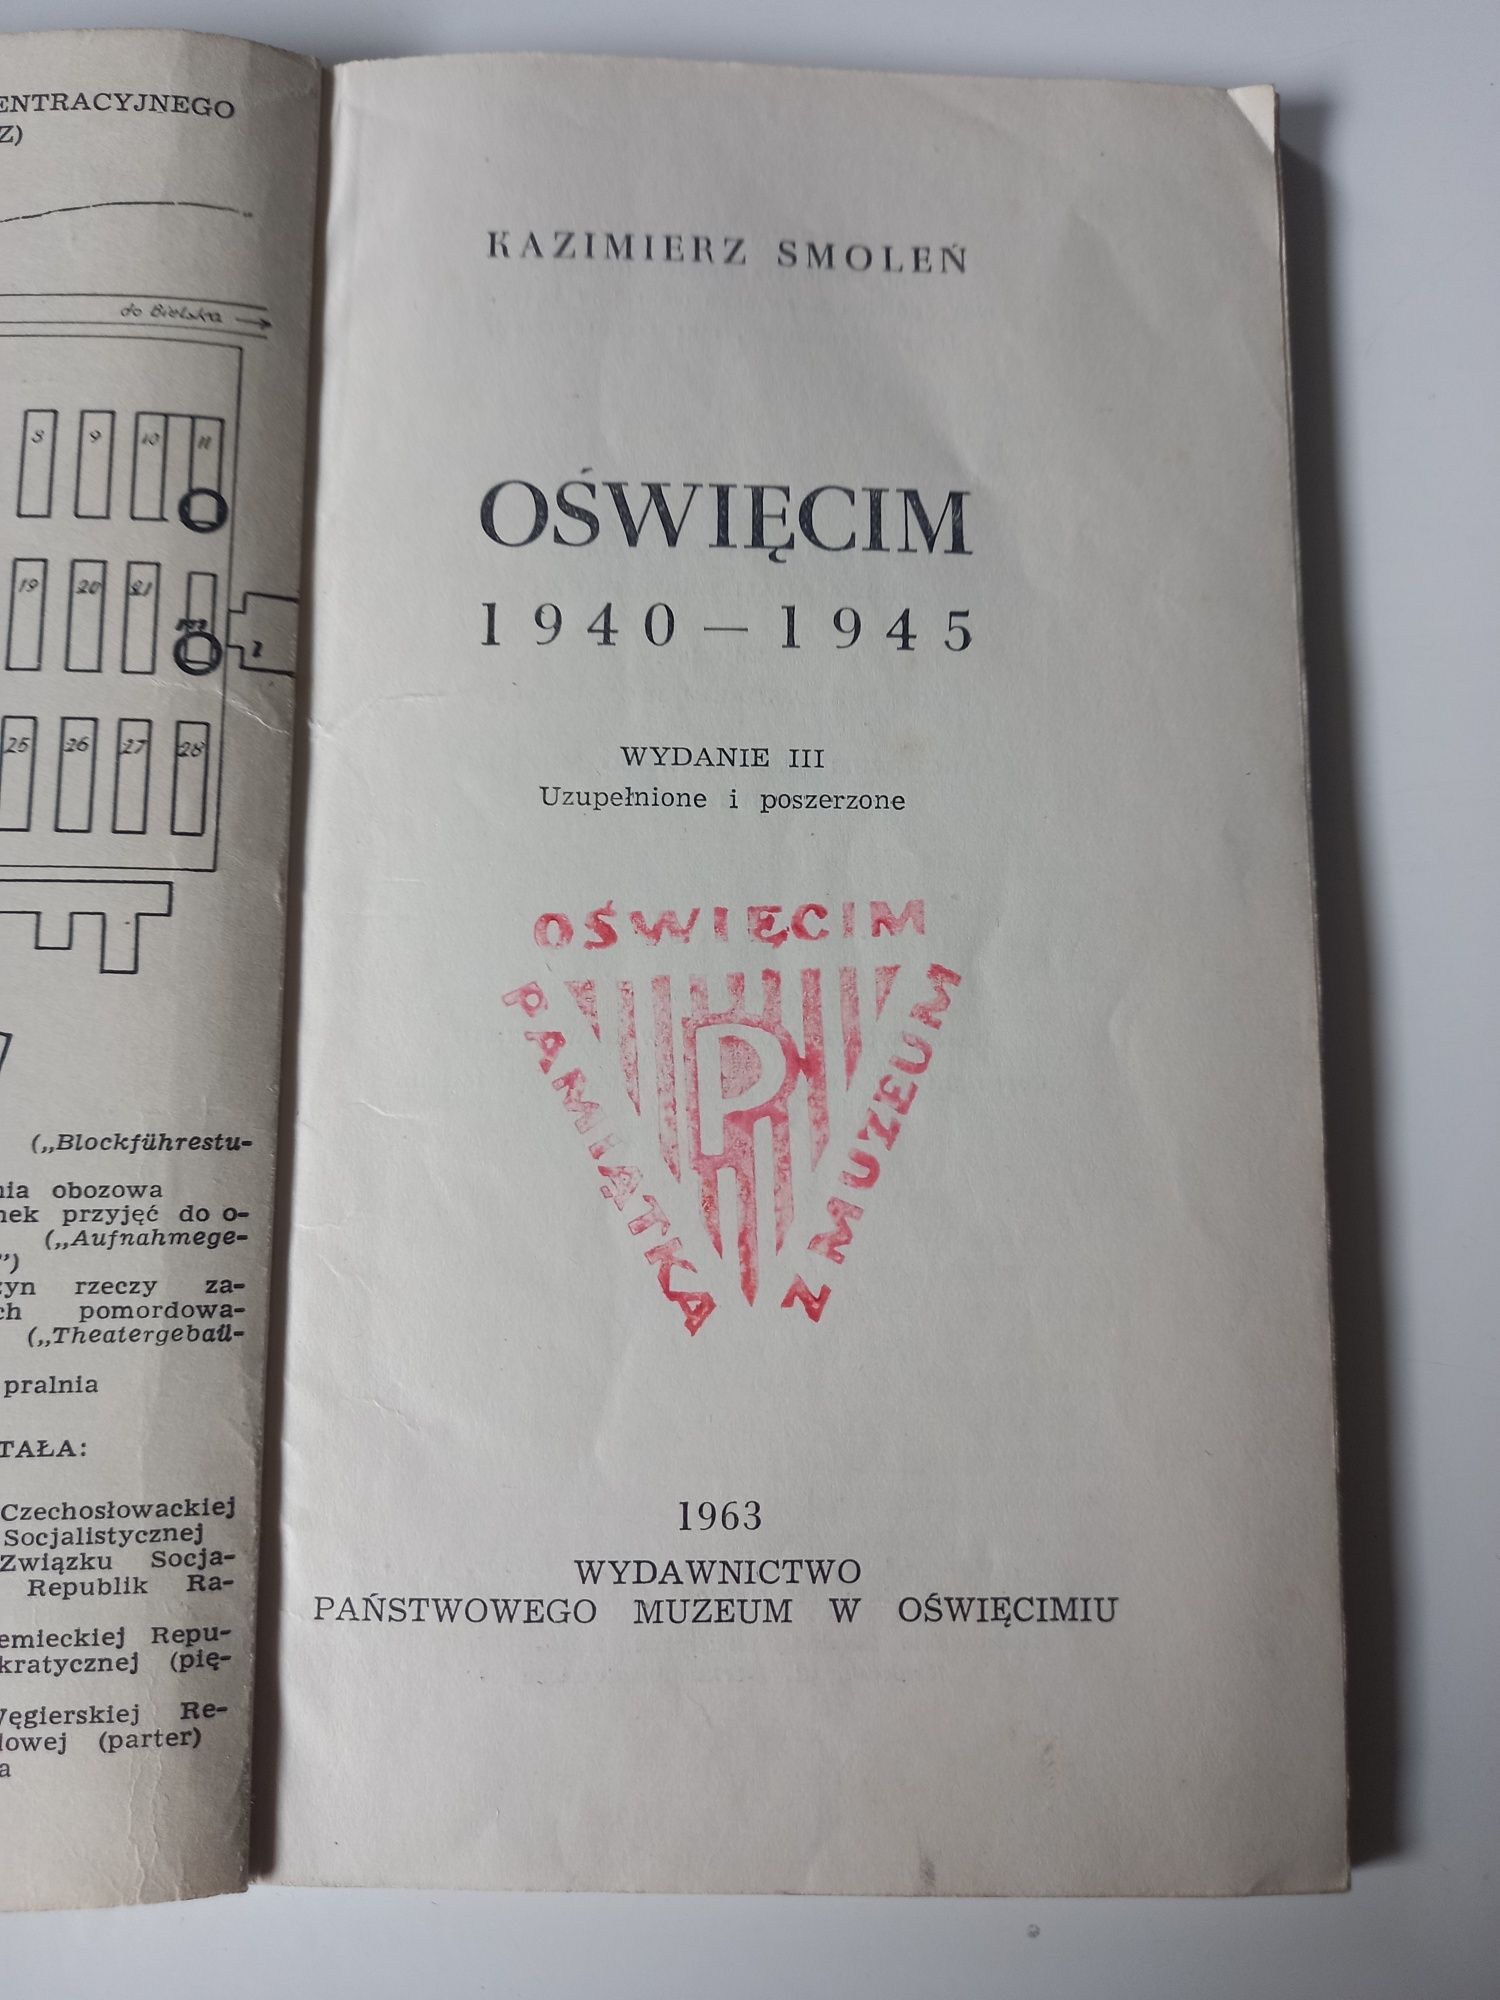 ENTRACYJNEGO
Z)
do Bielska
8 9 10 11
19 20 21
2
25 26 27 28
(„Blockführestu-
nia obozowa
nek przyjęć do o-
(„Aufnahmege-
”)
zyn rzeczy za-
ch pomordowa-
(„Theatergebaü-
pralnia
TAŁA:
Czechosłowackiej
Socjalistycznej
Związku Socja-
Republik Ra-
emieckiej Repu-
kratycznej (pię-
Węgierskiej Re-
dowej (parter)
a
KAZIMIERZ SMOLEŃ
OŚWIĘCIM
1940—1945
WYDANIE III
Uzupełnione i poszerzone
OŚWIĘCIM
PAMIĄTKA
Z MUZEUM
P
1963
WYDAWNICTWO
PAŃSTWOWEGO MUZEUM W OŚWIĘCIMIU